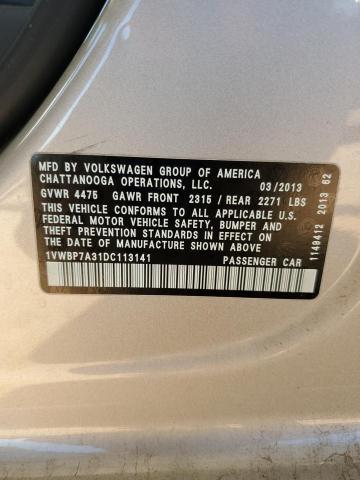 MFD BY VOLKSWAGEN GROUP OF AMERICA
CHATTANOOGA OPERATIONS, LLC. 03/2013
GVWR 4475 GAWR FRONT 2315 / REAR 2271 LBS
THIS VEHICLE CONFORMS TO ALL APPLICABLE U.S.
FEDERAL MOTOR VEHICLE SAFETY, BUMPER AND
THEFT PREVENTION STANDARDS IN EFFECT ON
THE DATE OF MANUFACTURE SHOWN ABOVE
1VWBP7A31DC113141 PASSENGER CAR
1149412 2013 62